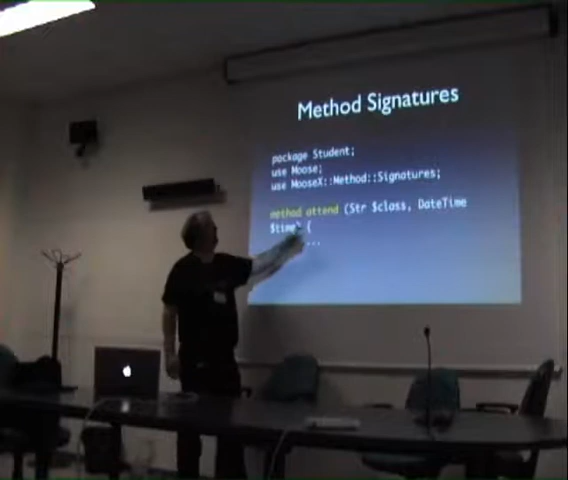 Method Signatures
package Student;
use Moose;
use MooseX::Method::Signatures;
method attend (Str $class, DateTime
$time) {
...